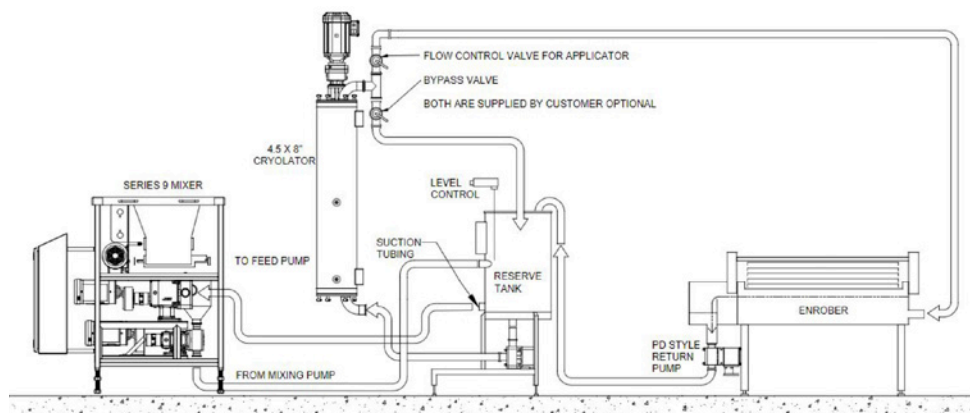 FLOW CONTROL VALVE FOR APPLICATOR
BYPASS VALVE
BOTH ARE SUPPLIED BY CUSTOMER OPTIONAL
4.5 X 8"
CRYOLATOR
SERIES 9 MIXER
LEVEL
CONTROL
SUCTION
TUBING
TO FEED PUMP
RESERVE
TANK
ENROBER
PD STYLE
RETURN
PUMP
FROM MIXING PUMP